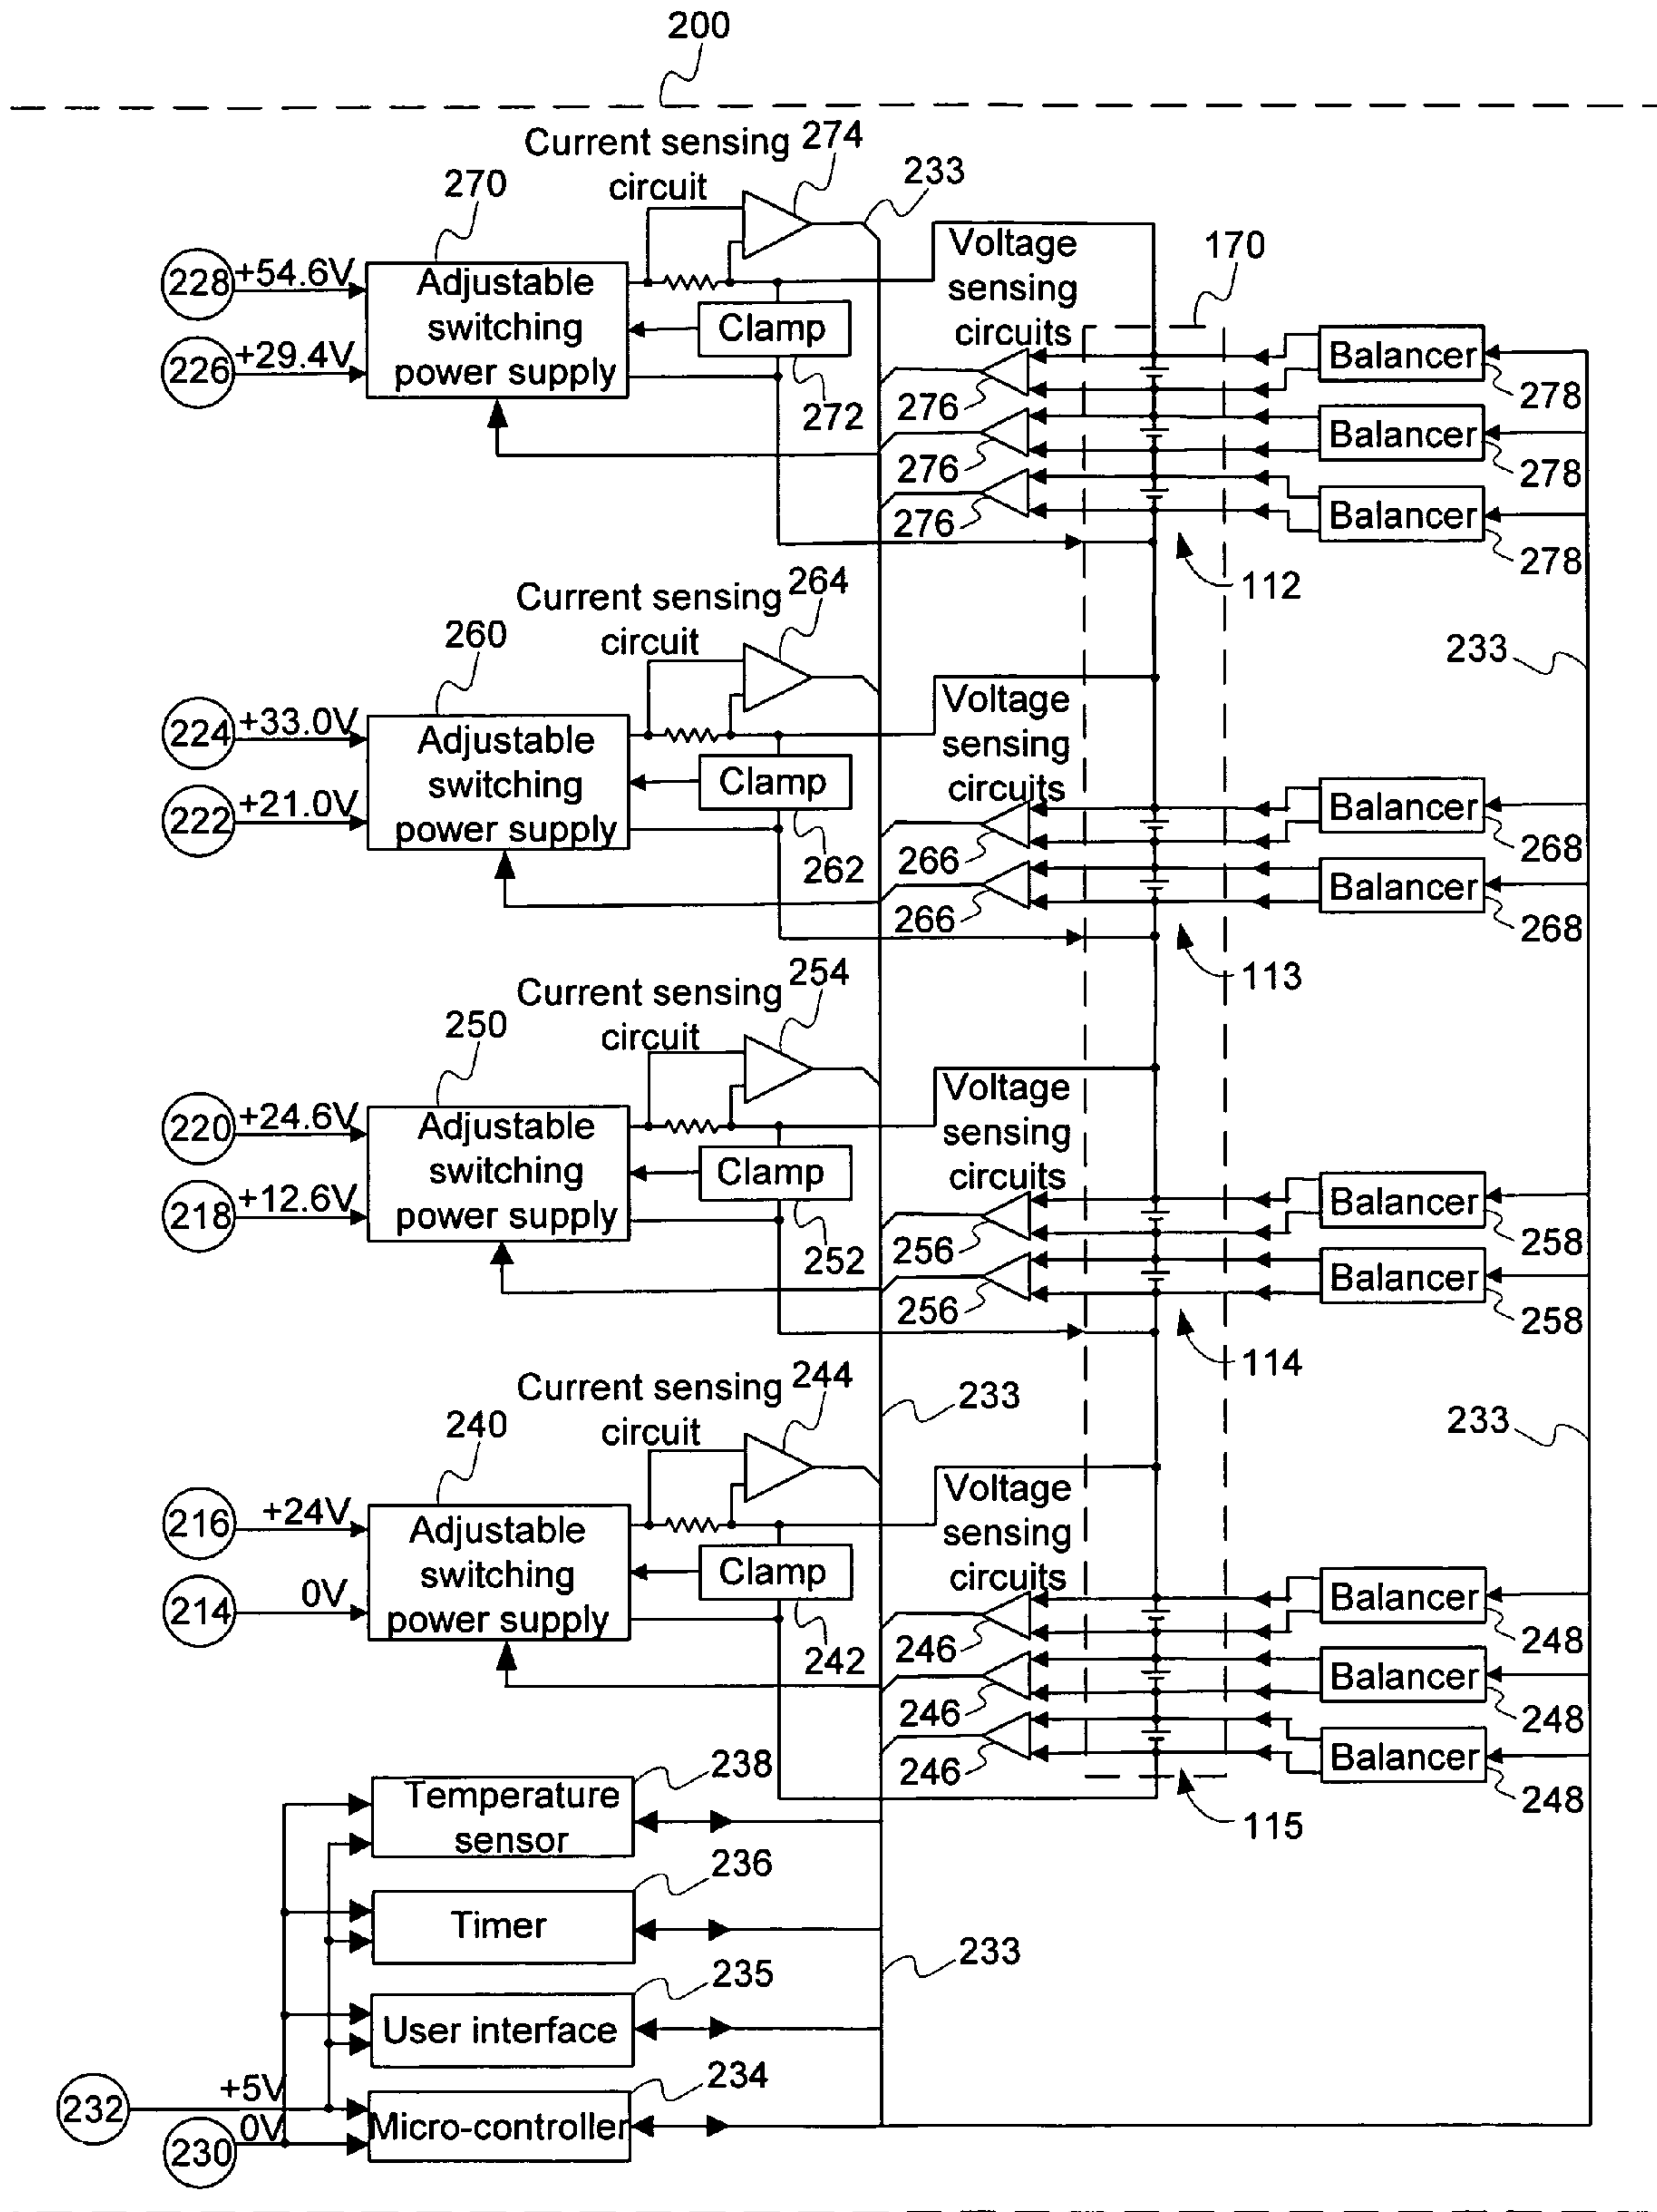 200
Current sensing
circuit
274
233
270
228
+54.6V
226
+29.4V
Adjustable
switching
power supply
Clamp
272
Voltage
sensing
circuits
170
276
276
276
Balancer
278
Balancer
278
Balancer
278
112
Current sensing
circuit
264
260
233
224
+33.0V
222
+21.0V
Adjustable
switching
power supply
Clamp
262
Voltage
sensing
circuits
266
266
Balancer
268
Balancer
268
113
Current sensing
circuit
254
250
220
+24.6V
218
+12.6V
Adjustable
switching
power supply
Clamp
252
Voltage
sensing
circuits
256
256
Balancer
258
Balancer
258
114
Current sensing
circuit
244
233
233
240
216
+24V
214
0V
Adjustable
switching
power supply
Clamp
242
Voltage
sensing
circuits
246
246
246
Balancer
248
Balancer
248
Balancer
248
115
Temperature
sensor
238
Timer
236
233
User interface
235
Micro-controller
234
232
+5V
230
0V